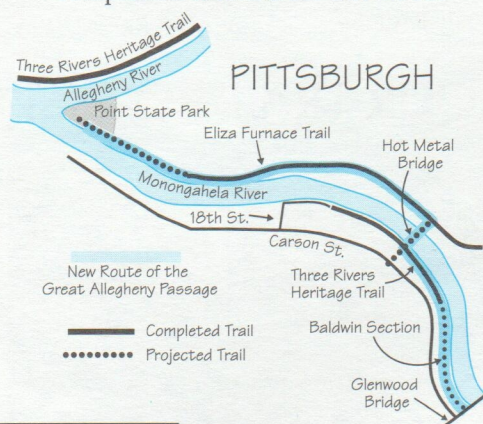 Three Rivers Heritage Trail
Allegheny River
PITTSBURGH
Point State Park
Eliza Furnace Trail
Hot Metal
Bridge
Monongahela River
18th St.
Carson St.
New Route of the
Great Allegheny Passage
Three Rivers
Heritage Trail
Completed Trail
Baldwin Section
Projected Trail
Glenwood
Bridge